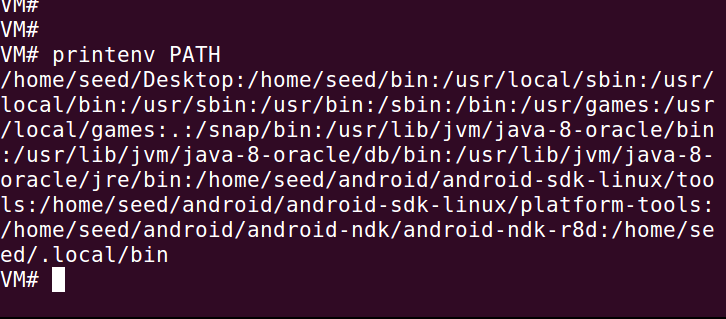 VM#
VM#
VM# printenv PATH
/home/seed/Desktop:/home/seed/bin:/usr/local/sbin:/usr/
local/bin:/usr/sbin:/usr/bin:/sbin:/bin:/usr/games:/usr
/local/games:.:/snap/bin:/usr/lib/jvm/java-8-oracle/bin
:/usr/lib/jvm/java-8-oracle/db/bin:/usr/lib/jvm/java-8-
oracle/jre/bin:/home/seed/android/android-sdk-linux/too
ls:/home/seed/android/android-sdk-linux/platform-tools:
/home/seed/android/android-ndk/android-ndk-r8d:/home/se
ed/.local/bin
VM#